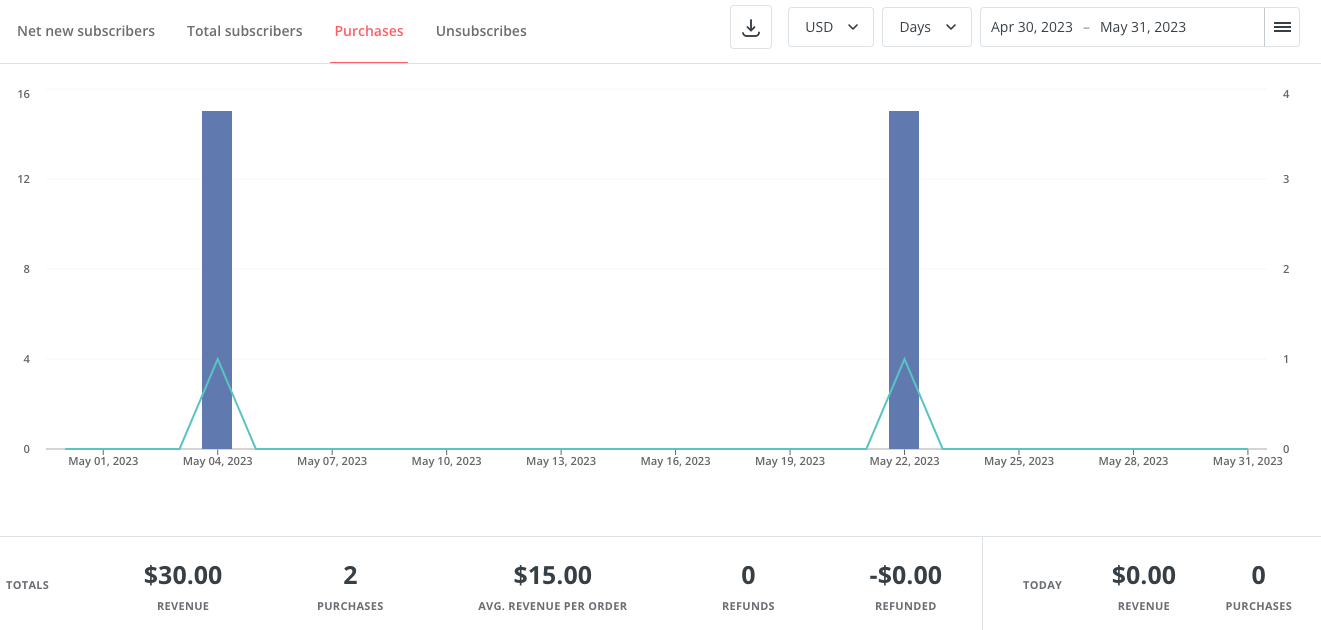 Net new subscribers Total subscribers Purchases Unsubscribes USD Days Apr 30, 2023 – May 31, 2023
16 4
12 3
8 2
4 1
0 0
May 01, 2023 May 04, 2023 May 07, 2023 May 10, 2023 May 13, 2023 May 16, 2023 May 19, 2023 May 22, 2023 May 25, 2023 May 28, 2023 May 31, 2023
TOTALS $30.00 2 $15.00 0 -$0.00 TODAY $0.00 0
REVENUE PURCHASES AVG. REVENUE PER ORDER REFUNDS REFUNDED REVENUE PURCHASES